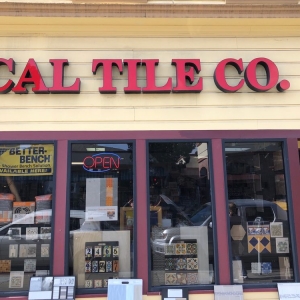 CAL TILE CO.
BETTER-
BENCH
AVAILABLE HERE!
OPEN